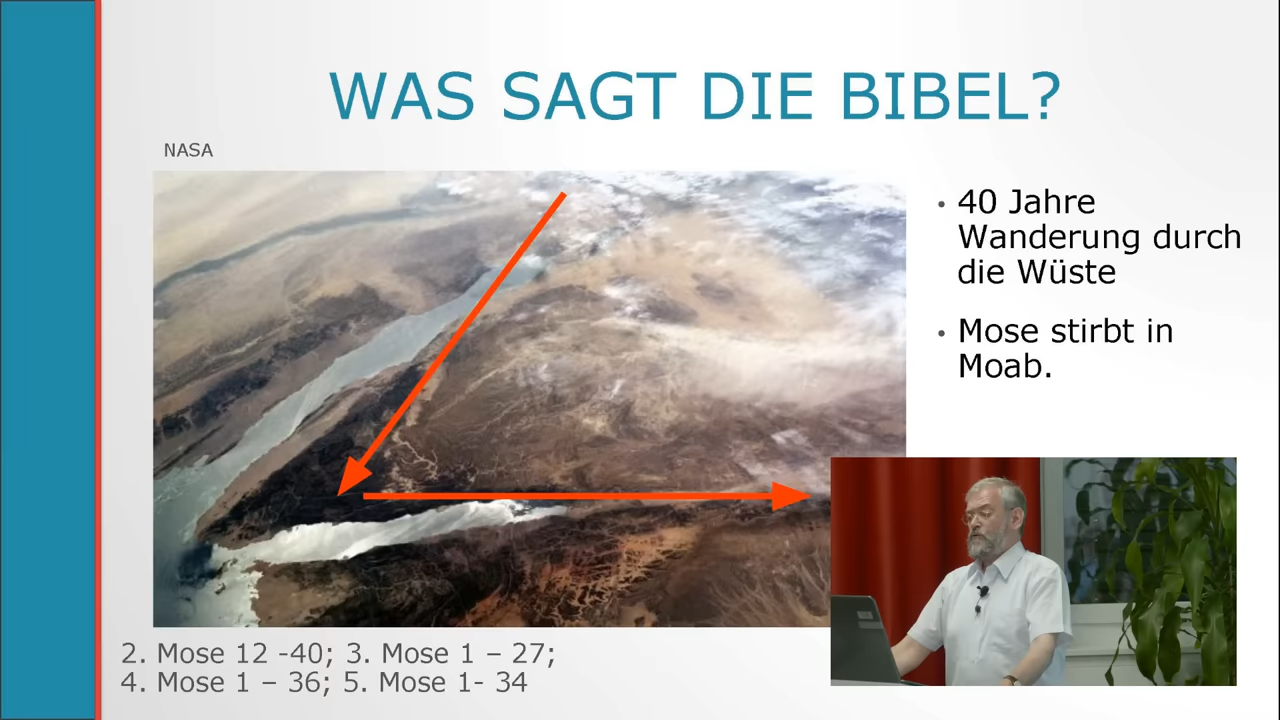 WAS SAGT DIE BIBEL?
NASA
• 40 Jahre
Wanderung durch
die Wüste
• Mose stirbt in
Moab.
2. Mose 12 -40; 3. Mose 1 – 27;
4. Mose 1 – 36; 5. Mose 1- 34